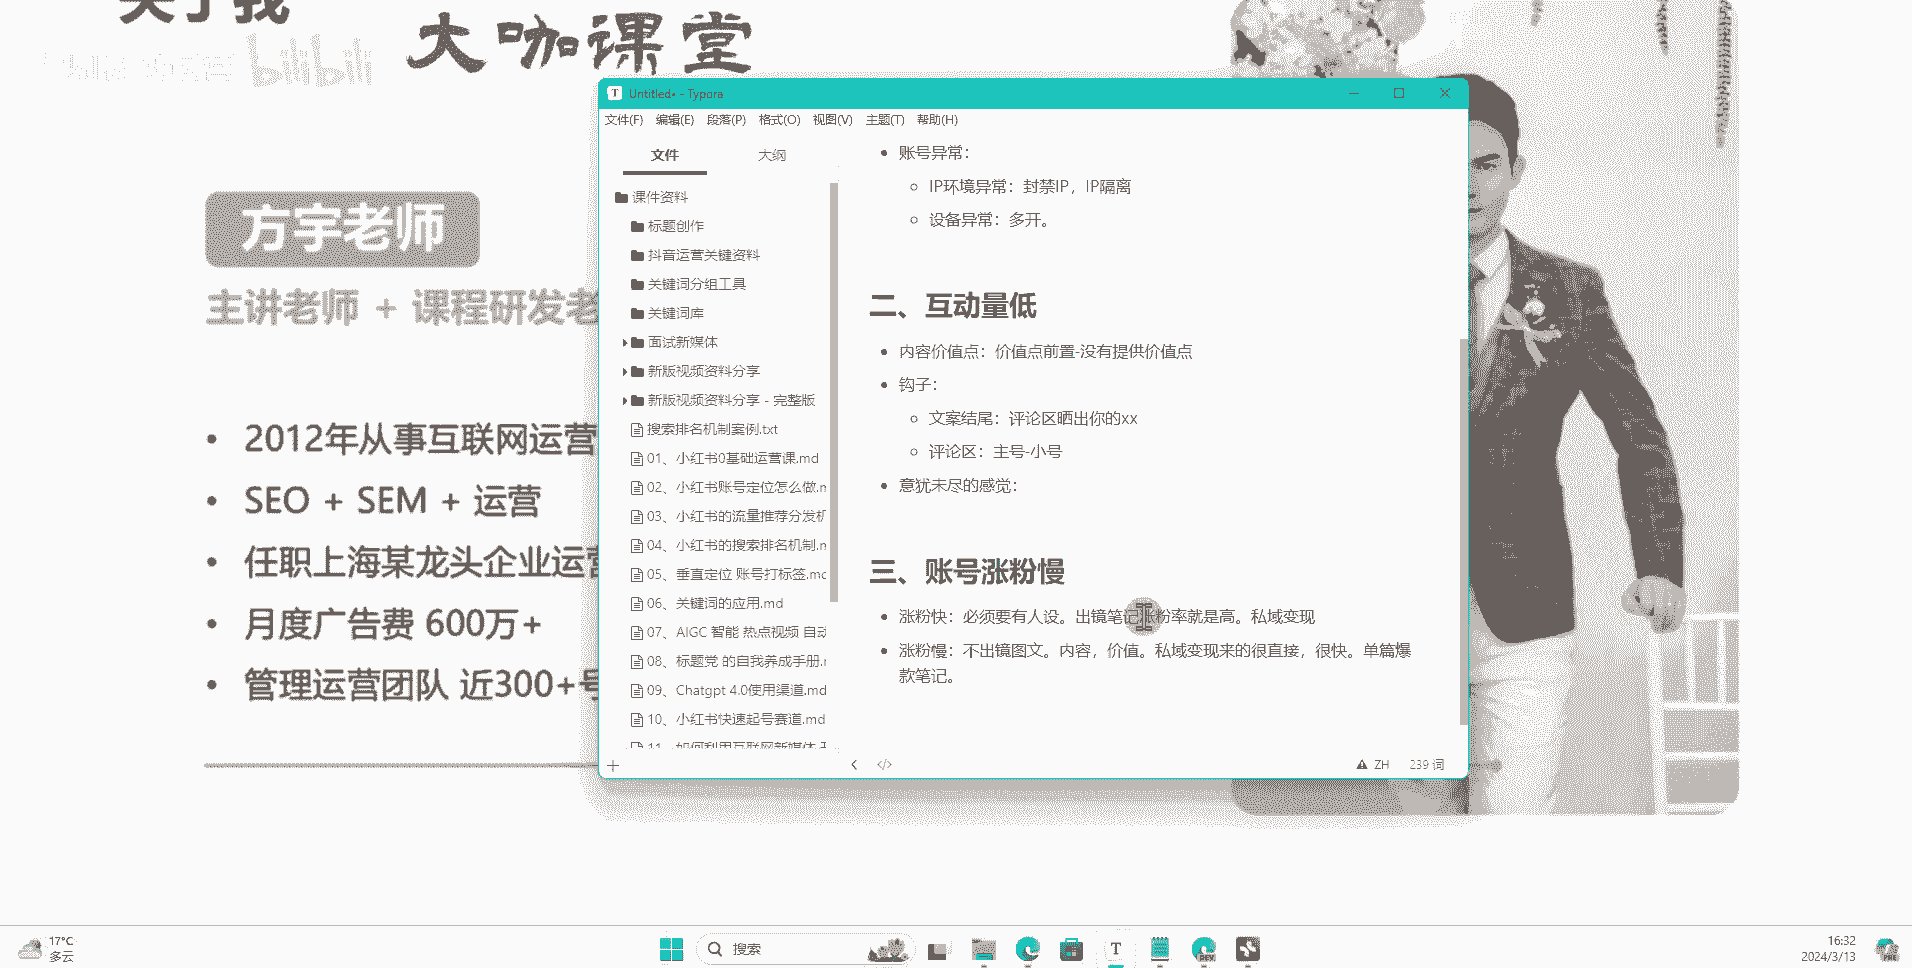 关于我
大咖课堂
bilibili
方宇老师
主讲老师 + 课程研发老
2012年从事互联网运营
SEO + SEM + 运营
任职上海某龙头企业运营
月度广告费 600万+
管理运营团队 近300+号
Untitled• - Typora
文件(F) 编辑(E) 段落(P) 格式(O) 视图(V) 主题(T) 帮助(H)
文件 大纲
课件资料
标题创作
抖音运营关键资料
关键词分组工具
关键词库
面试新媒体
新版视频资料分享
新版视频资料分享 - 完整版
搜索排名机制案例.txt
01、小红书0基础运营课.md
02、小红书账号定位怎么做.m
03、小红书的流量推荐分发机
04、小红书的搜索排名机制.m
05、垂直定位 账号打标签.md
06、关键词的应用.md
07、AIGC 智能 热点视频 自动
08、标题党 的自我养成手册.m
09、Chatgpt 4.0使用渠道.md
10、小红书快速起号赛道.md
11、如何利用互联网新媒体
账号异常：
IP环境异常：封禁IP，IP隔离
设备异常：多开。
二、互动量低
内容价值点：价值点前置-没有提供价值点
钩子：
文案结尾：评论区晒出你的xx
评论区：主号-小号
意犹未尽的感觉：
三、账号涨粉慢
涨粉快：必须要有人设。出镜笔记涨粉率就是高。私域变现
涨粉慢：不出镜图文。内容，价值。私域变现来的很直接，很快。单篇爆
款笔记。
ZH 239 词
17°C
多云
搜索
T
DEV
16:32
2024/3/13
PRE